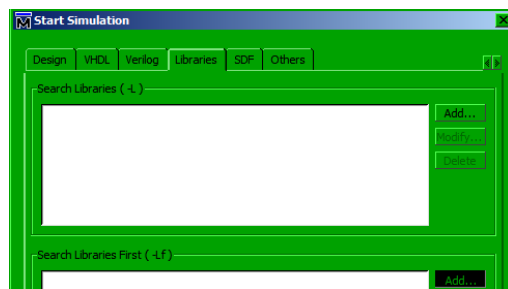 Start Simulation
Design VHDL Verilog Libraries SDF Others
Search Libraries ( -L )
Add...
Modify...
Delete
Search Libraries First ( -Lf )
Add...